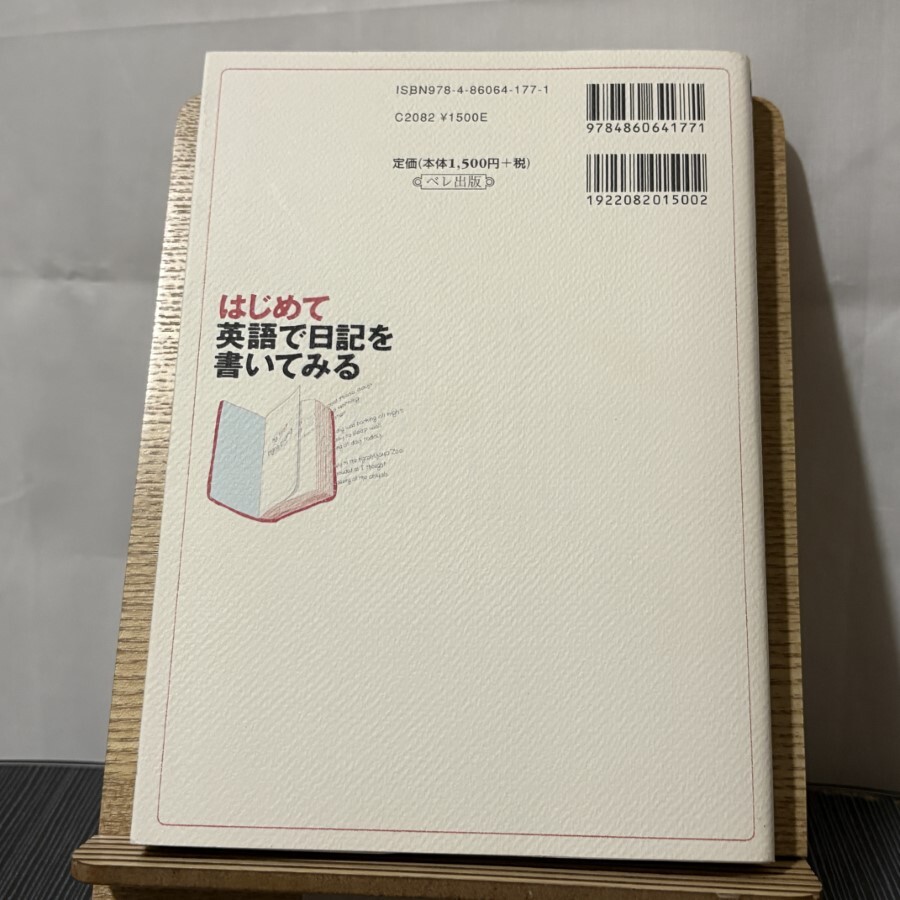 ISBN978-4-86064-177-1
C2082 ¥1500E
定価(本体1,500円+税)
ベレ出版
9784860641771
1922082015002
はじめて
英語で日記を
書いてみる